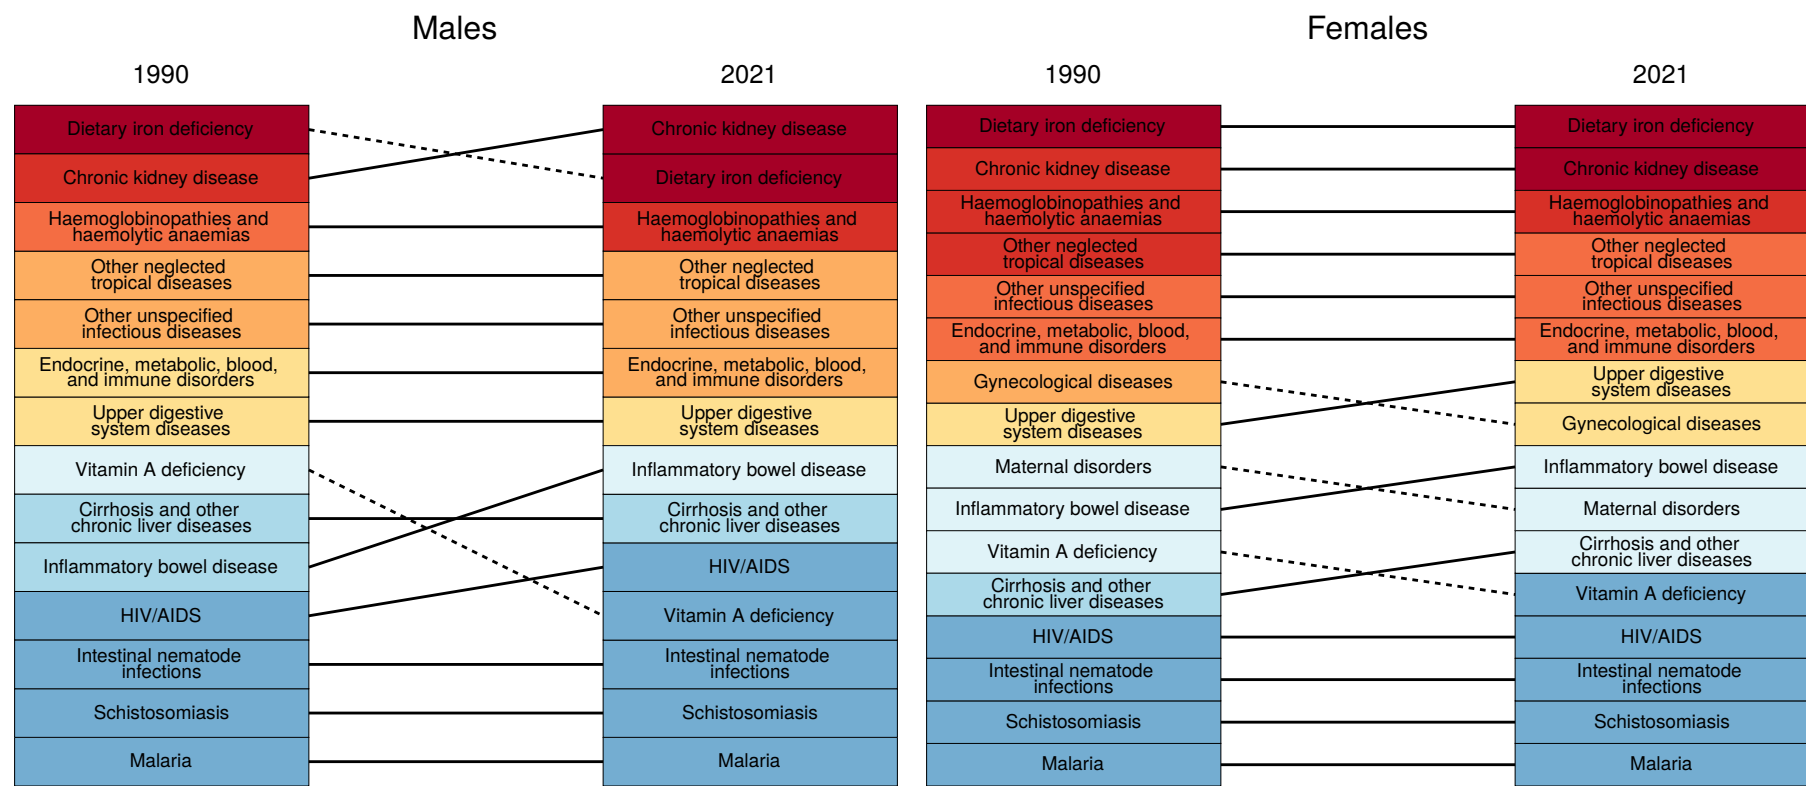 Males
1990
2021
Dietary iron deficiency
Chronic kidney disease
Haemoglobinopathies and
haemolytic anaemias
Other neglected
tropical diseases
Other unspecified
infectious diseases
Endocrine, metabolic, blood,
and immune disorders
Upper digestive
system diseases
Vitamin A deficiency
Cirrhosis and other
chronic liver diseases
Inflammatory bowel disease
HIV/AIDS
Intestinal nematode
infections
Schistosomiasis
Malaria
Chronic kidney disease
Dietary iron deficiency
Haemoglobinopathies and
haemolytic anaemias
Other neglected
tropical diseases
Other unspecified
infectious diseases
Endocrine, metabolic, blood,
and immune disorders
Upper digestive
system diseases
Inflammatory bowel disease
Cirrhosis and other
chronic liver diseases
HIV/AIDS
Vitamin A deficiency
Intestinal nematode
infections
Schistosomiasis
Malaria
Females
1990
2021
Dietary iron deficiency
Chronic kidney disease
Haemoglobinopathies and
haemolytic anaemias
Other neglected
tropical diseases
Other unspecified
infectious diseases
Endocrine, metabolic, blood,
and immune disorders
Gynecological diseases
Upper digestive
system diseases
Maternal disorders
Inflammatory bowel disease
Vitamin A deficiency
Cirrhosis and other
chronic liver diseases
HIV/AIDS
Intestinal nematode
infections
Schistosomiasis
Malaria
Dietary iron deficiency
Chronic kidney disease
Haemoglobinopathies and
haemolytic anaemias
Other neglected
tropical diseases
Other unspecified
infectious diseases
Endocrine, metabolic, blood,
and immune disorders
Upper digestive
system diseases
Gynecological diseases
Inflammatory bowel disease
Maternal disorders
Cirrhosis and other
chronic liver diseases
Vitamin A deficiency
HIV/AIDS
Intestinal nematode
infections
Schistosomiasis
Malaria